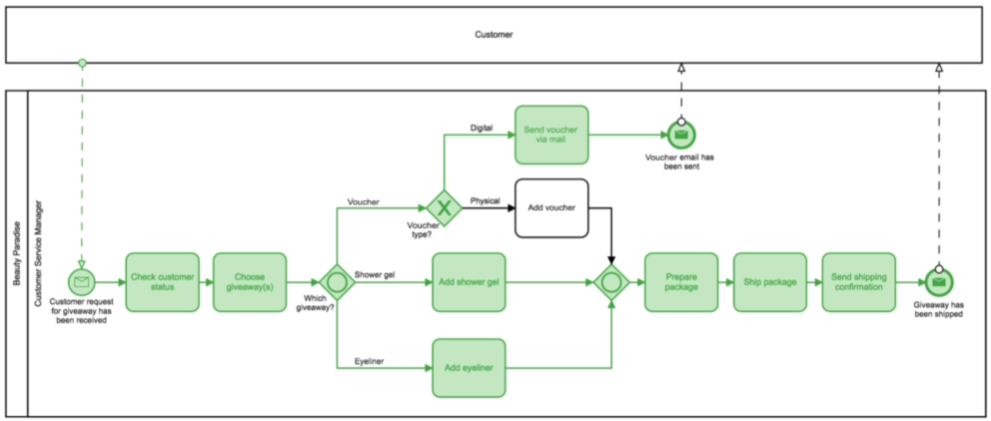 Customer
Beauty Paradise
Customer Service Manager
Digital
Send voucher
via mail
Voucher email has
been sent
Voucher
Physical
Add voucher
Voucher
type?
Customer request
for giveaway has
been received
Check customer
status
Choose
giveaway(s)
Which
giveaway?
Shower gel
Add shower gel
Prepare
package
Ship package
Send shipping
confirmation
Giveaway has
been shipped
Eyeliner
Add eyeliner